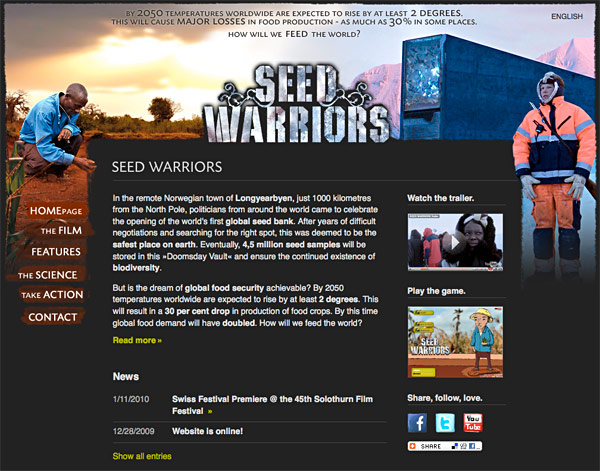 BY 2050 TEMPERATURES WORLDWIDE ARE EXPECTED TO RISE BY AT LEAST 2 DEGREES.
THIS WILL CAUSE MAJOR LOSSES IN FOOD PRODUCTION - AS MUCH AS 30% IN SOME PLACES.
HOW WILL WE FEED THE WORLD?
ENGLISH
SEED
WARRIORS
SEED WARRIORS
HOMEPAGE
THE FILM
FEATURES
THE SCIENCE
TAKE ACTION
CONTACT
In the remote Norwegian town of Longyearbyen, just 1000 kilometres
from the North Pole, politicians from around the world came to celebrate
the opening of the world's first global seed bank. After years of difficult
negotiations and searching for the right spot, this was deemed to be the
safest place on earth. Eventually, 4,5 million seed samples will be
stored in this »Doomsday Vault« and ensure the continued existence of
biodiversity.
But is the dream of global food security achievable? By 2050
temperatures worldwide are expected to rise by at least 2 degrees. This
will result in a 30 per cent drop in production of food crops. By this time
global food demand will have doubled. How will we feed the world?
Read more »
News
1/11/2010 Swiss Festival Premiere @ the 45th Solothurn Film
Festival »
12/28/2009 Website is online!
Show all entries
Watch the trailer.
Play the game.
SEED
WARRIORS
Share, follow, love.
f
t
You
Tube
SHARE